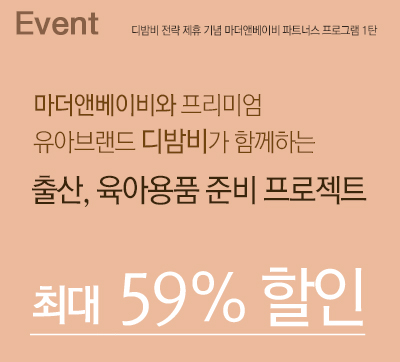 Event
디밤비 전략 제휴 기념 마더앤베이비 파트너스 프로그램 1탄
마더앤베이비와 프리미엄
유아브랜드 디밤비가 함께하는
출산, 육아용품 준비 프로젝트
최대 59% 할인